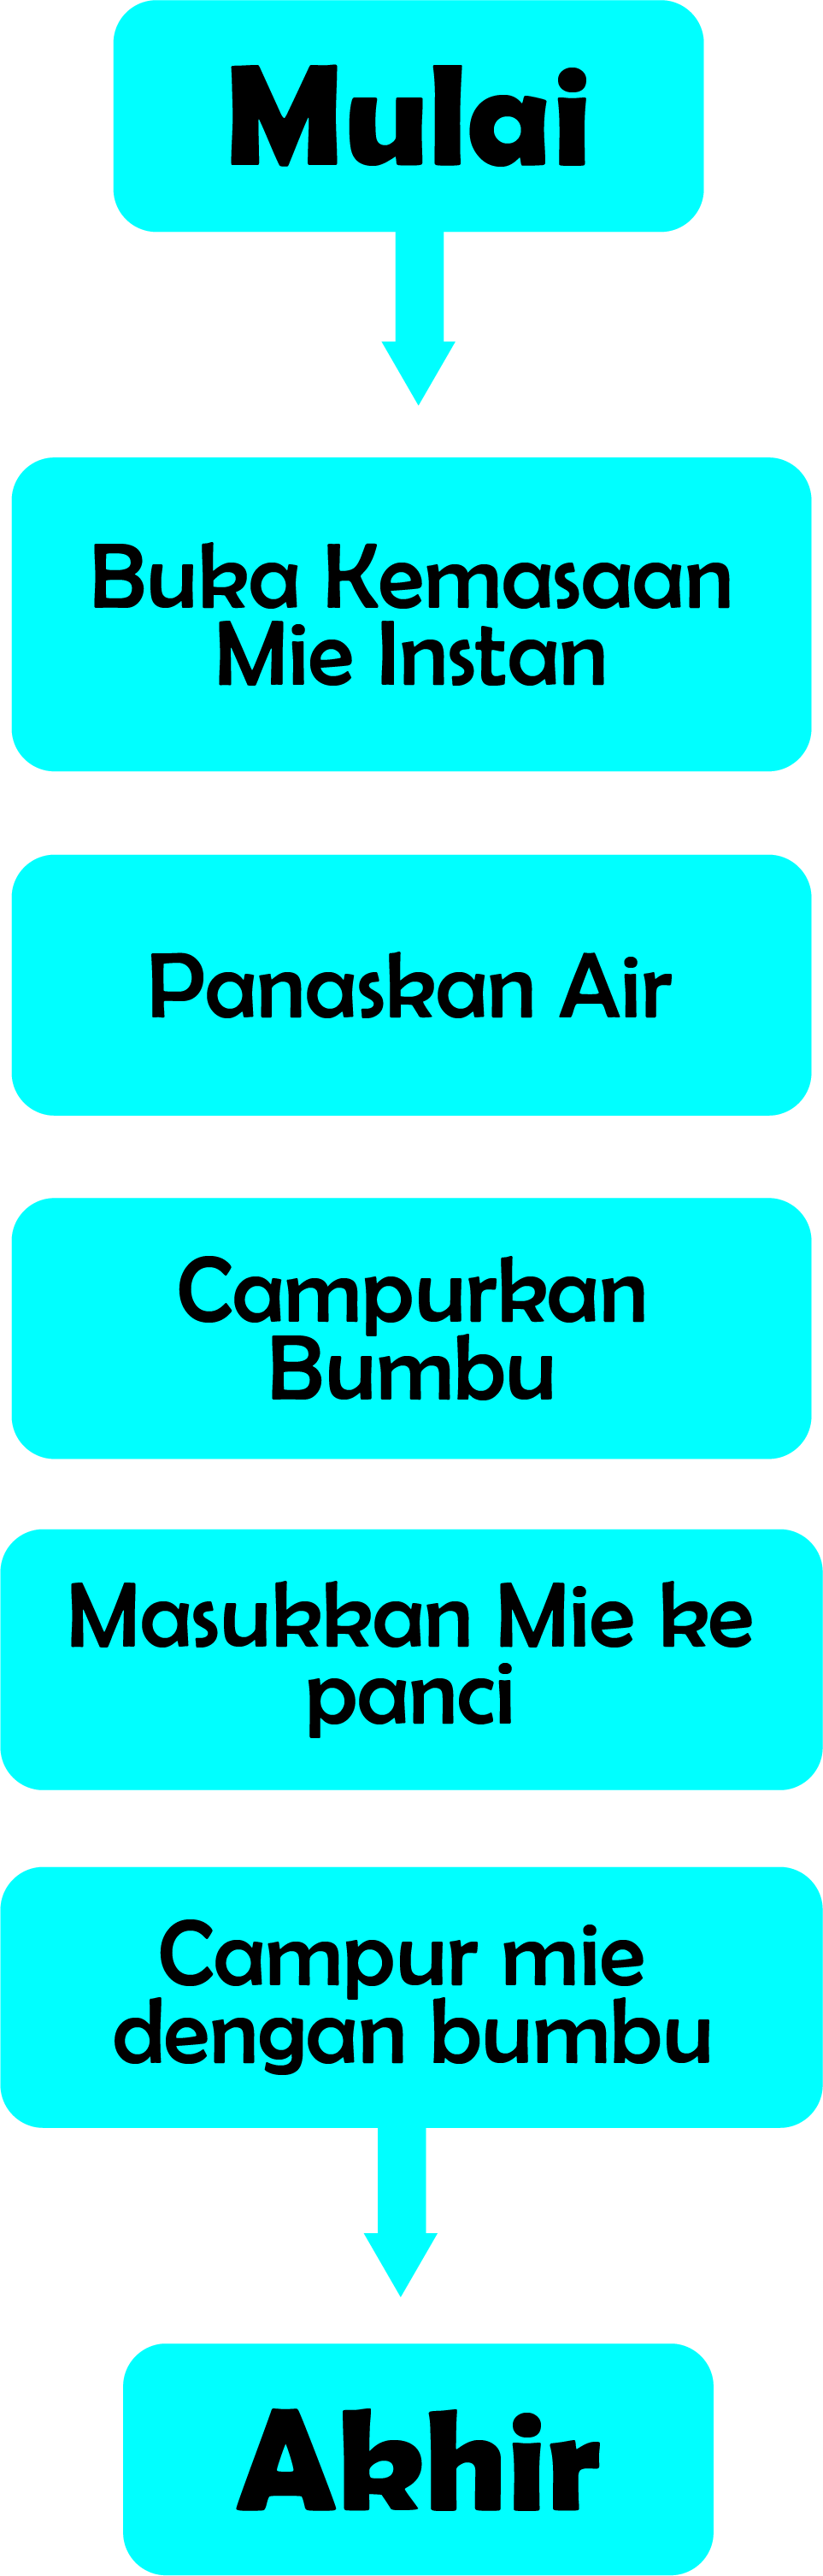 Mulai
Buka Kemasaan
Mie Instan
Panaskan Air
Campurkan
Bumbu
Masukkan Mie ke
panci
Campur mie
dengan bumbu
Akhir